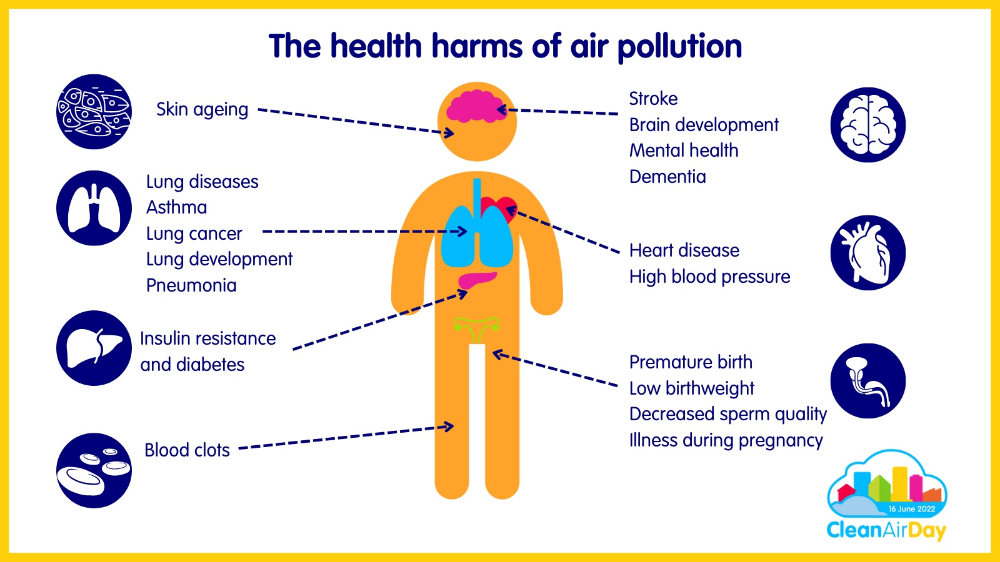 The health harms of air pollution
Skin ageing
Lung diseases
Asthma
Lung cancer
Lung development
Pneumonia
Insulin resistance
and diabetes
Blood clots
Stroke
Brain development
Mental health
Dementia
Heart disease
High blood pressure
Premature birth
Low birthweight
Decreased sperm quality
Illness during pregnancy
16 June 2022
CleanAirDay